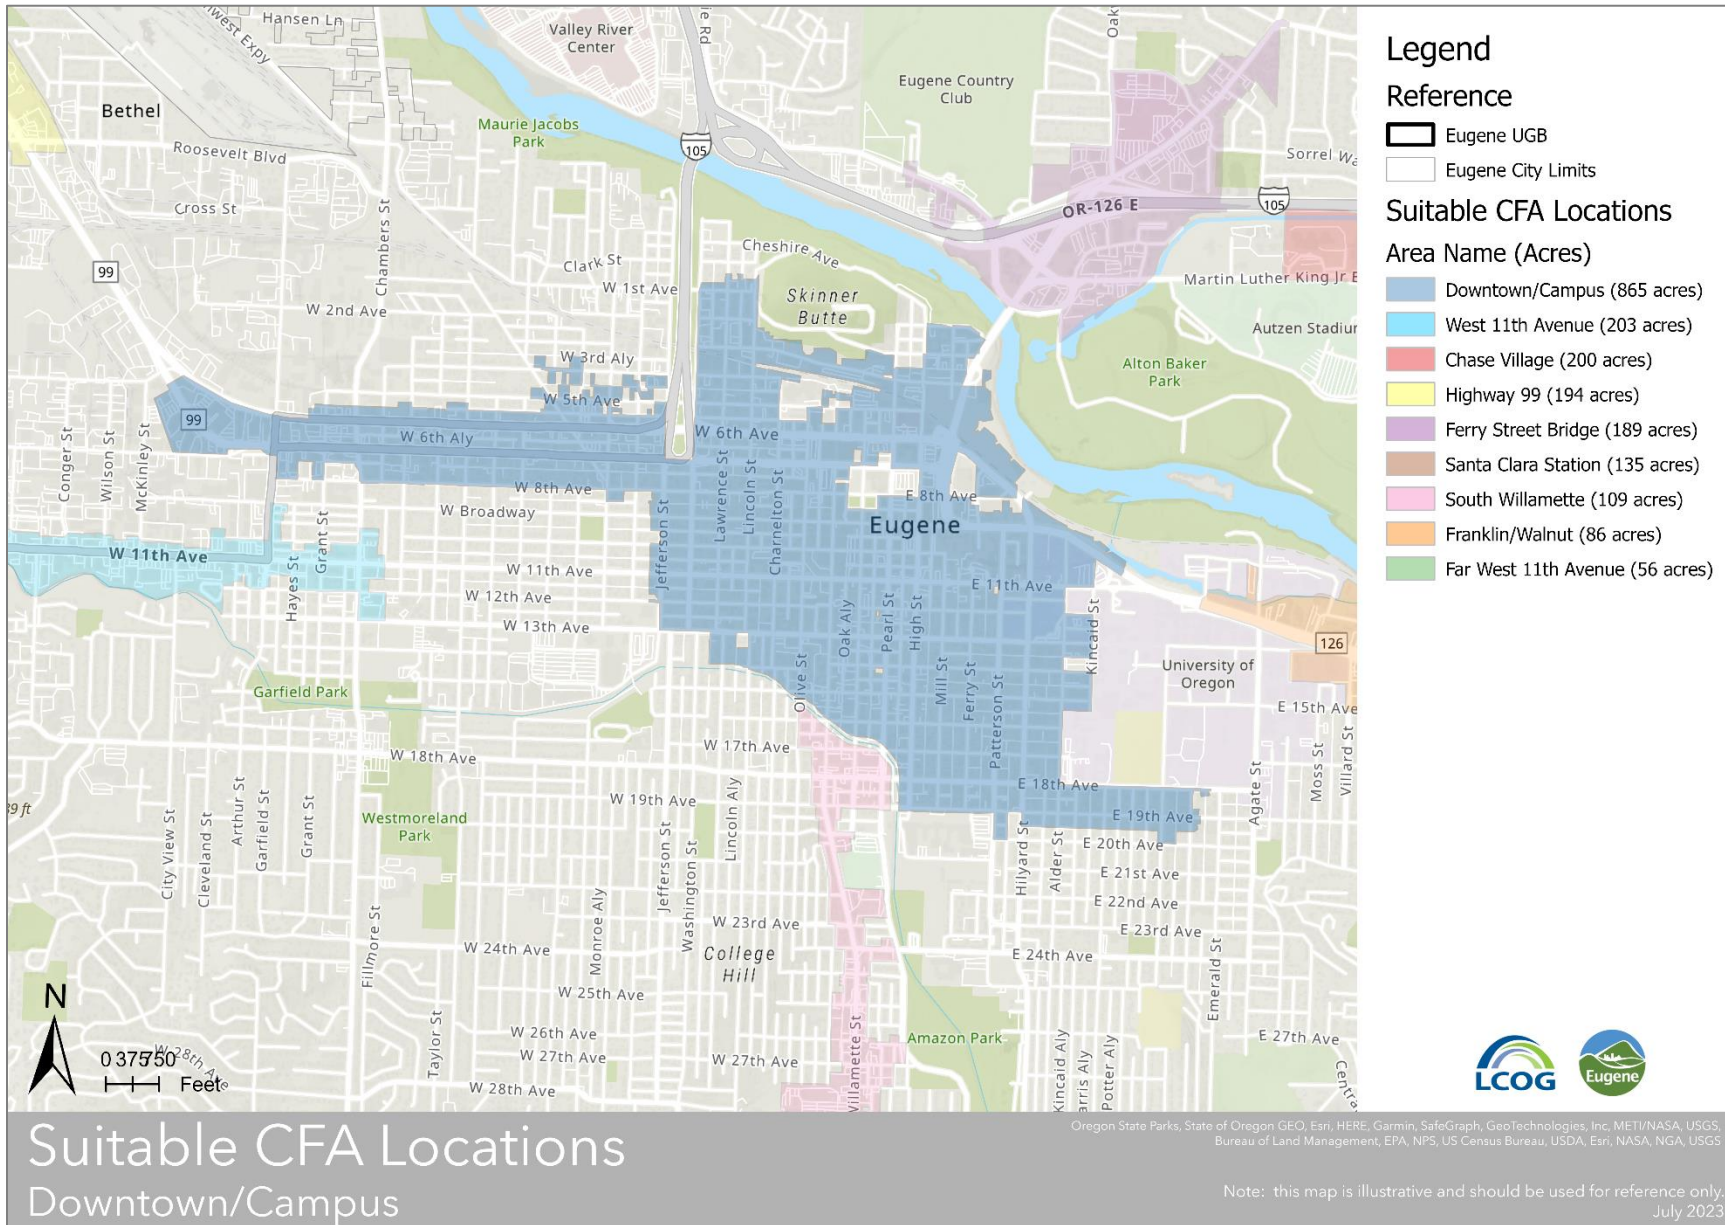 Hansen Ln
Valley River
Center
Eugene Country
Club
Bethel
Maurie Jacobs
Park
Roosevelt Blvd
105
Sorrel
Cross St
Chambers St
OR-126 E
105
Cheshire Ave
99
Clark St
W 1st Ave
Martin Luther King Jr
Skinner
Butte
W 2nd Ave
W 3rd Aly
Alton Baker
Park
W 5th Ave
99
W 6th Aly
W 6th Ave
Conger St
Wilson St
McKinley St
W 8th Ave
Lawrence St
Lincoln St
Charnelton St
E 8th Ave
W Broadway
Eugene
Grant St
Jefferson St
W 11th Ave
W 11th Ave
E 11th Ave
Hayes St
W 12th Ave
W 13th Ave
Oak Aly
Pearl St
High St
Kincaid St
126
University of
Oregon
Garfield Park
Olive St
Mill St
Ferry St
Patterson St
E 15th Ave
W 17th Ave
W 18th Ave
Moss St
Villard St
Agate St
E 18th Ave
W 19th Ave
E 19th Ave
Westmoreland
Park
City View St
Cleveland St
Arthur St
Garfield St
Grant St
Jefferson St
Washington St
Lincoln Aly
Hilyard St
Alder St
E 20th Ave
E 21st Ave
E 22nd Ave
W 23rd Ave
E 23rd Ave
W 24th Ave
E 24th Ave
Fillmore St
Monroe Aly
College
Hill
Emerald St
W 25th Ave
W 26th Ave
W 27th Ave
W 27th Ave
E 27th Ave
Amazon Park
Taylor St
W 28th Ave
W 28th Ave
Willamette St
Kincaid Aly
Potter Aly
N
0 375 750
Feet
Legend
Reference
Eugene UGB
Eugene City Limits
Suitable CFA Locations
Area Name (Acres)
Downtown/Campus (865 acres)
West 11th Avenue (203 acres)
Chase Village (200 acres)
Highway 99 (194 acres)
Ferry Street Bridge (189 acres)
Santa Clara Station (135 acres)
South Willamette (109 acres)
Franklin/Walnut (86 acres)
Far West 11th Avenue (56 acres)
LCOG
Eugene
Suitable CFA Locations
Downtown/Campus
Oregon State Parks, State of Oregon GEO, Esri, HERE, Garmin, SafeGraph, GeoTechnologies, Inc, METI/NASA, USGS,
Bureau of Land Management, EPA, NPS, US Census Bureau, USDA, Esri, NASA, NGA, USGS
Note: this map is illustrative and should be used for reference only.
July 2023